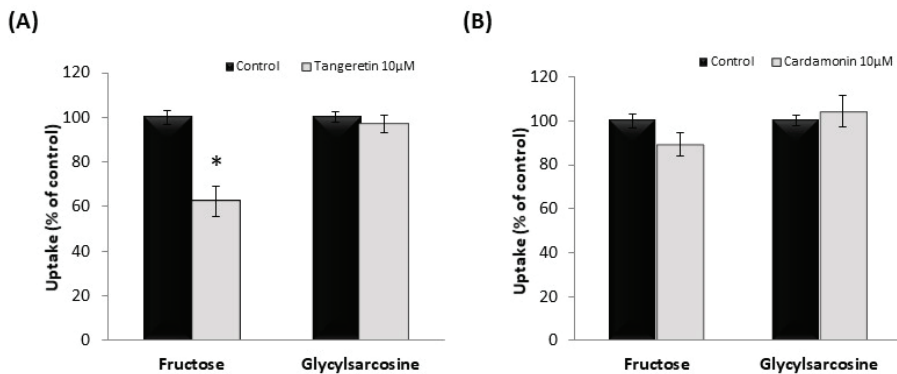 (A)
Control Tangeretin 10µM
120
100
80
60
40
20
0
Uptake (% of control)
*
Fructose Glycylsarcosine
(B)
Control Cardamonin 10µM
120
100
80
60
40
20
0
Uptake (% of control)
Fructose Glycylsarcosine